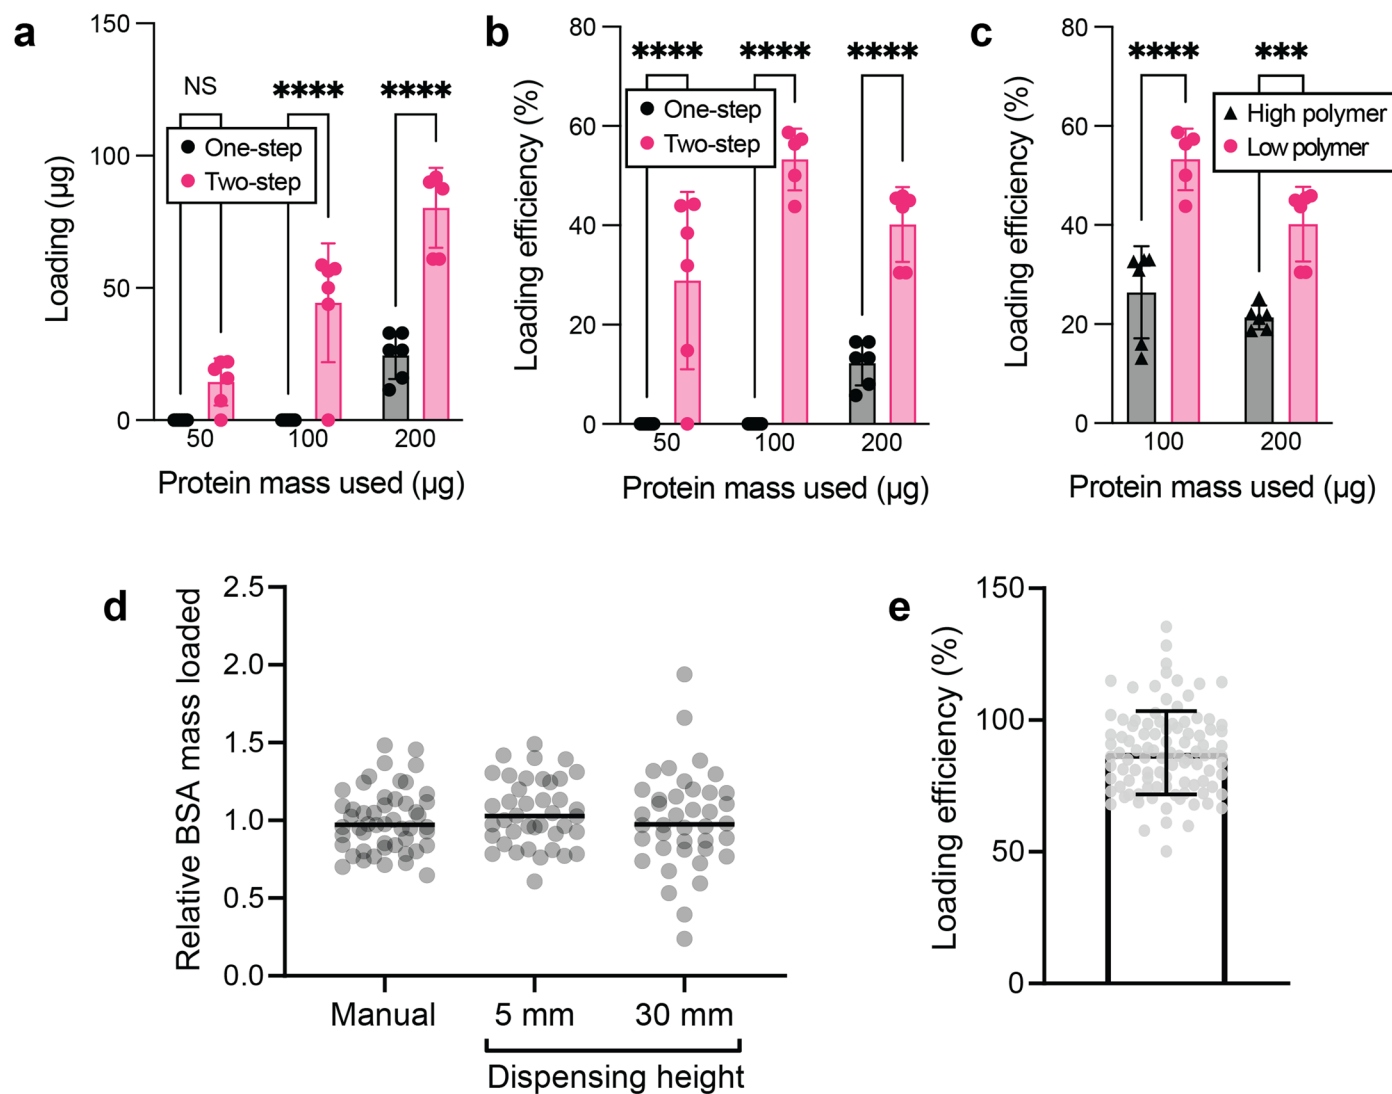 a
150
100
50
0
Loading (µg)
NS
****
****
One-step
Two-step
50
100
200
Protein mass used (µg)
b
80
60
40
20
0
Loading efficiency (%)
****
****
****
One-step
Two-step
50
100
200
Protein mass used (µg)
c
80
60
40
20
0
Loading efficiency (%)
****
***
High polymer
Low polymer
100
200
Protein mass used (µg)
d
2.5
2.0
1.5
1.0
0.5
0.0
Relative BSA mass loaded
Manual
5 mm
30 mm
Dispensing height
e
150
100
50
0
Loading efficiency (%)